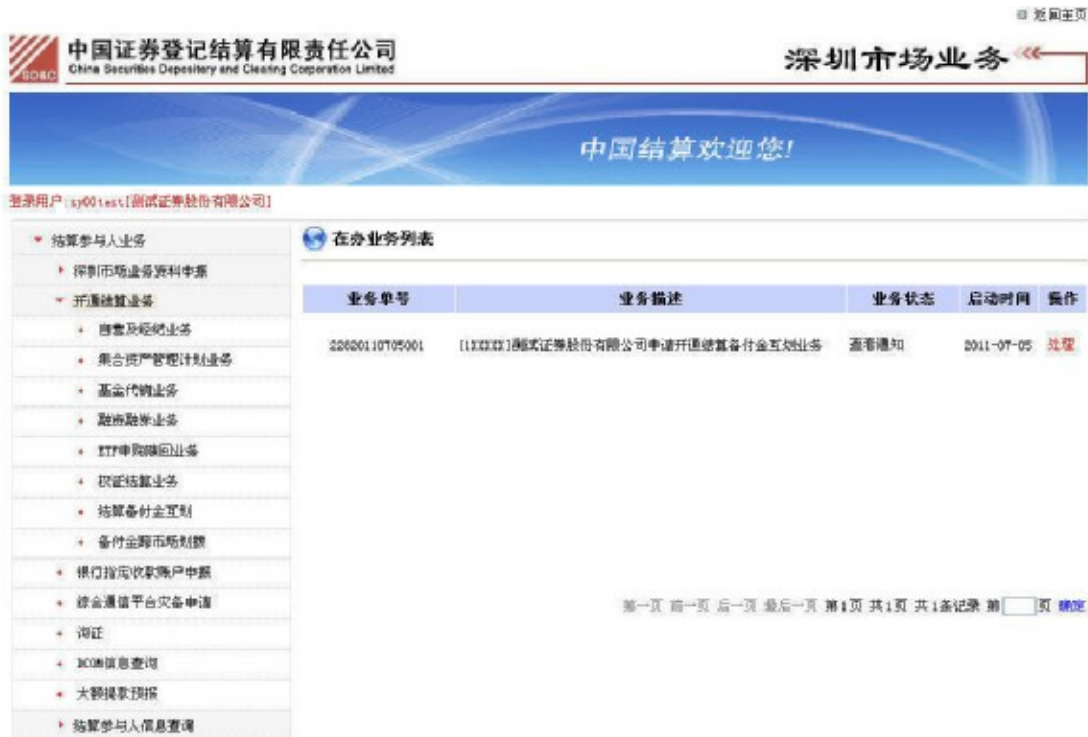 返回主页
中国证券登记结算有限责任公司
China Securities Depository and Clearing Corporation Limited
SD&C
深圳市场业务
中国结算欢迎您!
登录用户:sy00test[测试证券股份有限公司]
结算参与人业务
深圳市场业务资料申报
开通结算业务
自营及经纪业务
集合资产管理计划业务
基金代销业务
融资融券业务
ETF申购赎回业务
权证结算业务
结算备付金互划
备付金跨市场划拨
银行指定收款账户申报
综合通信平台灾备申请
询证
DCOM信息查询
大额提款预报
结算参与人信息查询
在办业务列表
业务单号 业务描述 业务状态 启动时间 操作
22620110705001 [1XXXXX]测试证券股份有限公司申请开通结算备付金互划业务 查看通知 2011-07-05 处理
第一页 前一页 后一页 最后一页 第1页 共1页 共1条记录 第 页 确定